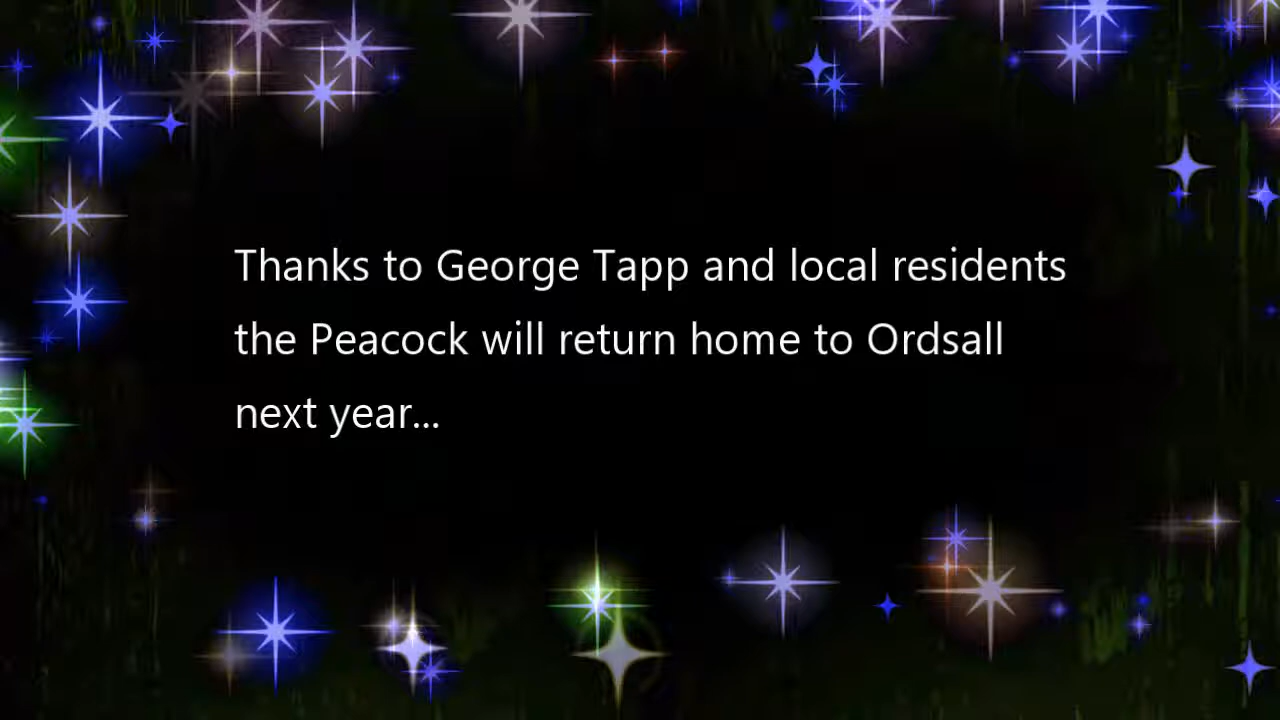 Thanks to George Tapp and local residents
the Peacock will return home to Ordsall
next year...